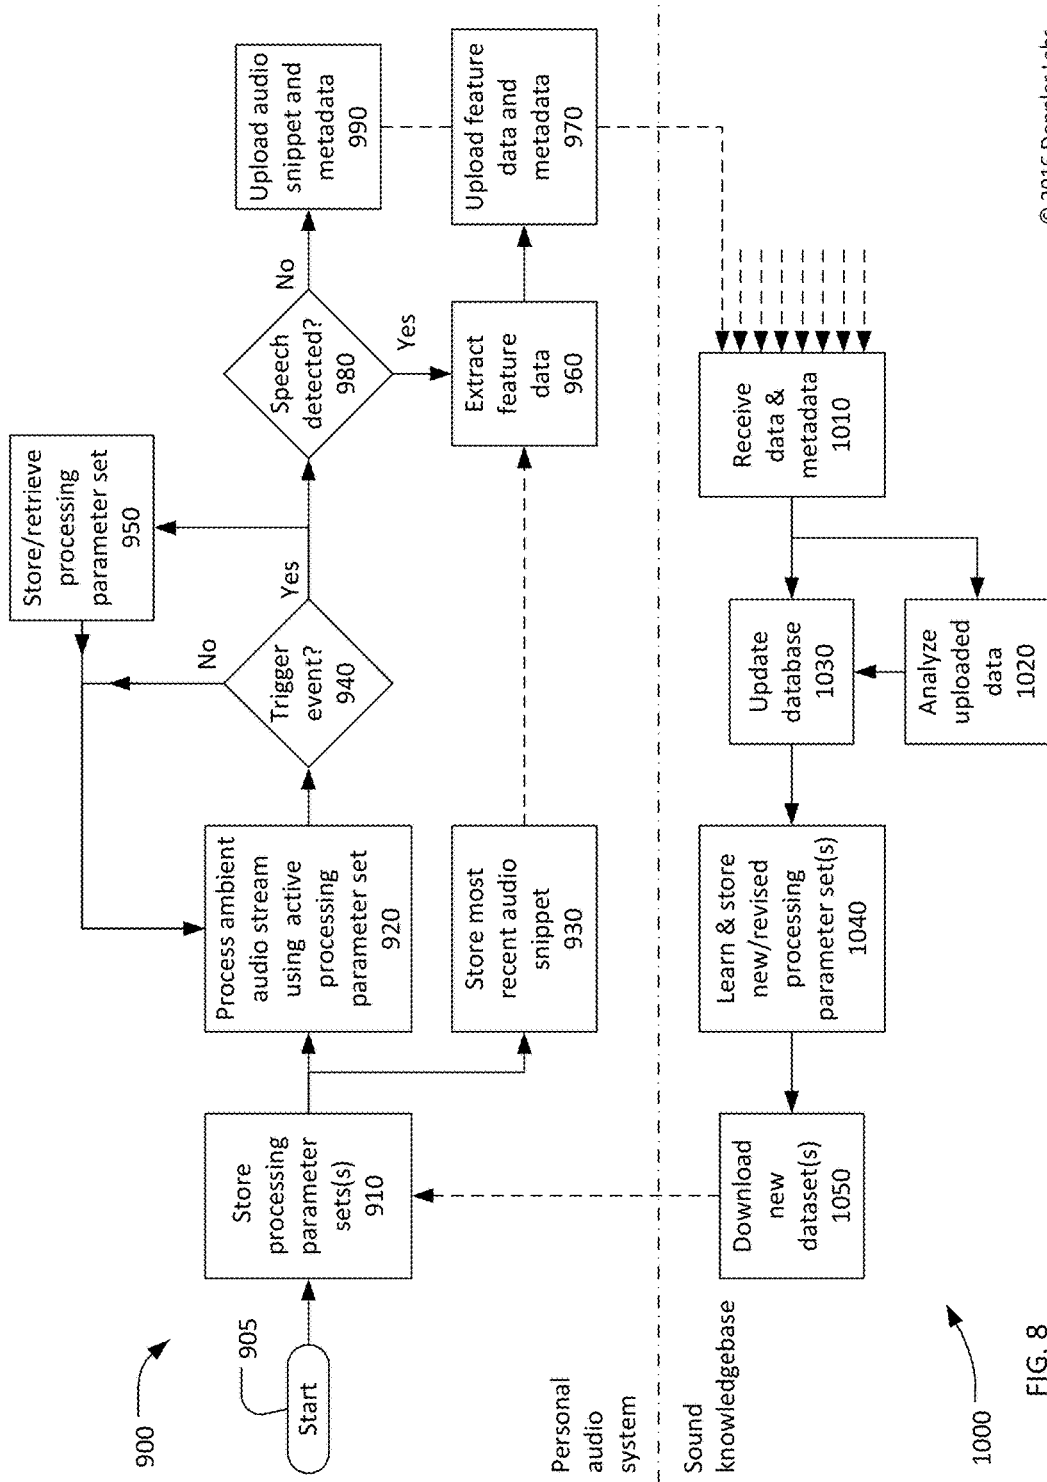 900
905
Start
Store
processing
parameter
sets(s)
910
Process ambient
audio stream
using active
processing
parameter set
920
Store most
recent audio
snippet
930
Trigger
event?
940
No
Yes
Store/retrieve
processing
parameter set
950
Speech
detected?
980
No
Yes
Extract
feature
data
960
Upload audio
snippet and
metadata
990
Upload feature
data and
metadata
970
Personal
audio
system
Sound
knowledgebase
Download
new
dataset(s)
1050
Learn & store
new/revised
processing
parameter set(s)
1040
Update
database
1030
Analyze
uploaded
data
1020
Receive
data &
metadata
1010
1000
FIG. 8
© 2016 Doppler Labs